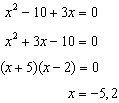 x² − 10 + 3x = 0
x² + 3x − 10 = 0
(x + 5)(x − 2) = 0
x = −5, 2